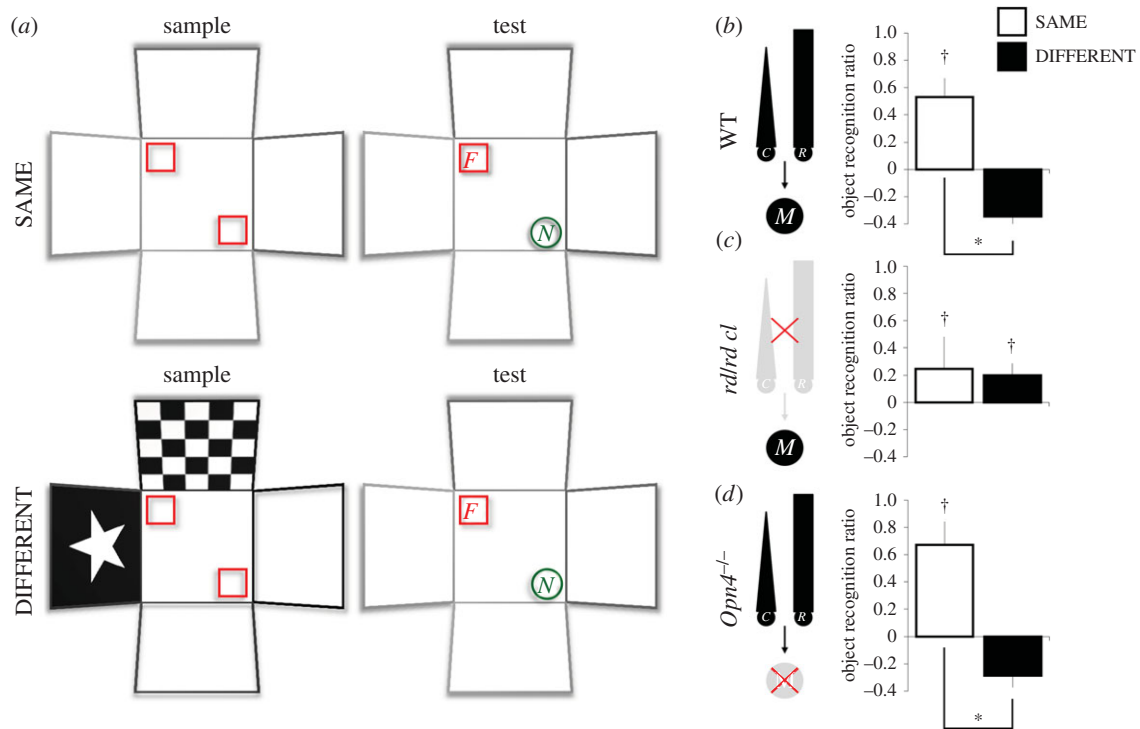 (a)
sample
test
SAME
F
N
sample
test
DIFFERENT
F
N
SAME
DIFFERENT
(b)
WT
C
R
M
object recognition ratio
1.0
0.8
0.6
0.4
0.2
0
–0.2
–0.4
†
*
(c)
rd/rd cl
C
R
M
object recognition ratio
1.0
0.8
0.6
0.4
0.2
0
–0.2
–0.4
†
†
(d)
Opn4–/–
C
R
object recognition ratio
1.0
0.8
0.6
0.4
0.2
0
–0.2
–0.4
†
*